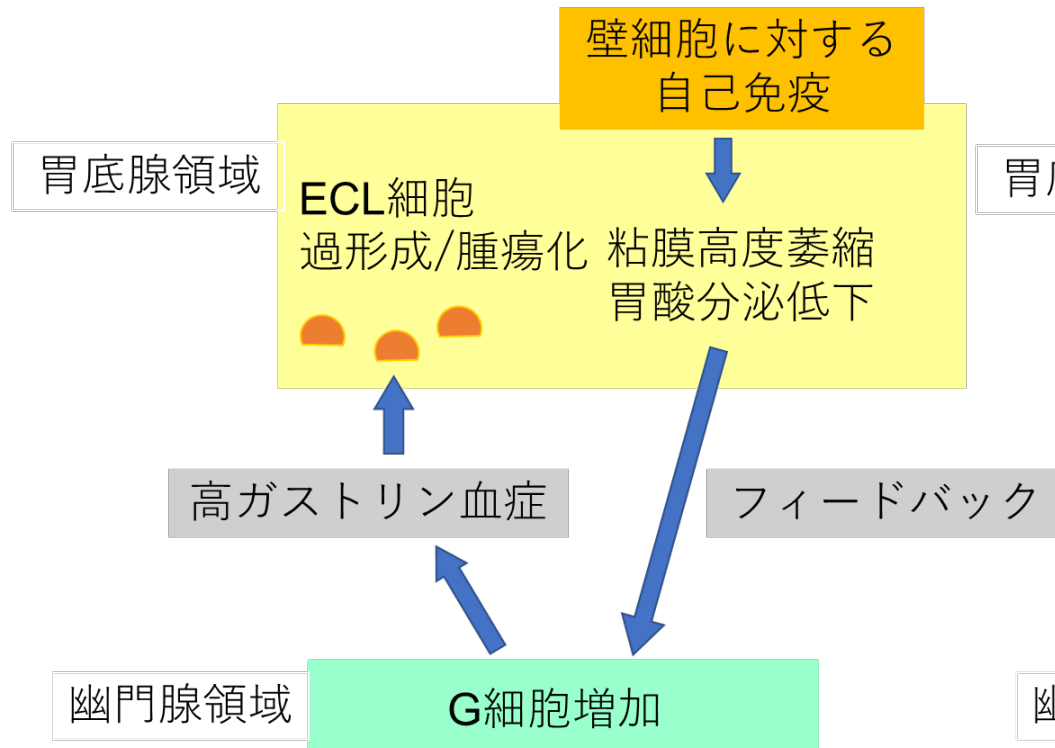 壁細胞に対する
自己免疫
胃底腺領域
ECL細胞
過形成/腫瘍化
粘膜高度萎縮
胃酸分泌低下
高ガストリン血症
フィードバック
幽門腺領域
G細胞増加
胃